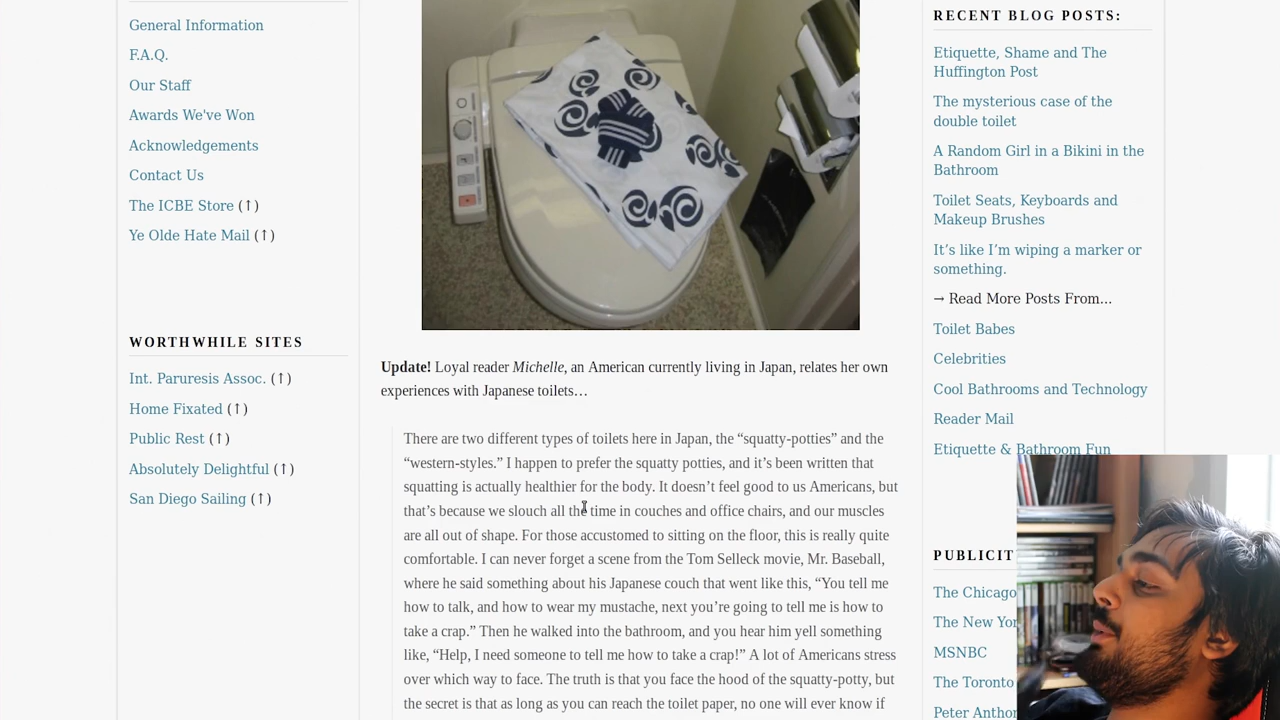 General Information
F.A.Q.
Our Staff
Awards We've Won
Acknowledgements
Contact Us
The ICBE Store (↑)
Ye Olde Hate Mail (↑)
WORTHWHILE SITES
Int. Paruresis Assoc. (↑)
Home Fixated (↑)
Public Rest (↑)
Absolutely Delightful (↑)
San Diego Sailing (↑)
Update! Loyal reader Michelle, an American currently living in Japan, relates her own
experiences with Japanese toilets…
There are two different types of toilets here in Japan, the “squatty-potties” and the
“western-styles.” I happen to prefer the squatty potties, and it’s been written that
squatting is actually healthier for the body. It doesn’t feel good to us Americans, but
that’s because we slouch all the time in couches and office chairs, and our muscles
are all out of shape. For those accustomed to sitting on the floor, this is really quite
comfortable. I can never forget a scene from the Tom Selleck movie, Mr. Baseball,
where he said something about his Japanese couch that went like this, “You tell me
how to talk, and how to wear my mustache, next you’re going to tell me is how to
take a crap.” Then he walked into the bathroom, and you hear him yell something
like, “Help, I need someone to tell me how to take a crap!” A lot of Americans stress
over which way to face. The truth is that you face the hood of the squatty-potty, but
the secret is that as long as you can reach the toilet paper, no one will ever know if
RECENT BLOG POSTS:
Etiquette, Shame and The
Huffington Post
The mysterious case of the
double toilet
A Random Girl in a Bikini in the
Bathroom
Toilet Seats, Keyboards and
Makeup Brushes
It’s like I’m wiping a marker or
something.
→ Read More Posts From...
Toilet Babes
Celebrities
Cool Bathrooms and Technology
Reader Mail
Etiquette & Bathroom Fun
PUBLICIT
The Chicago
The New Yor
MSNBC
The Toronto
Peter Anthon